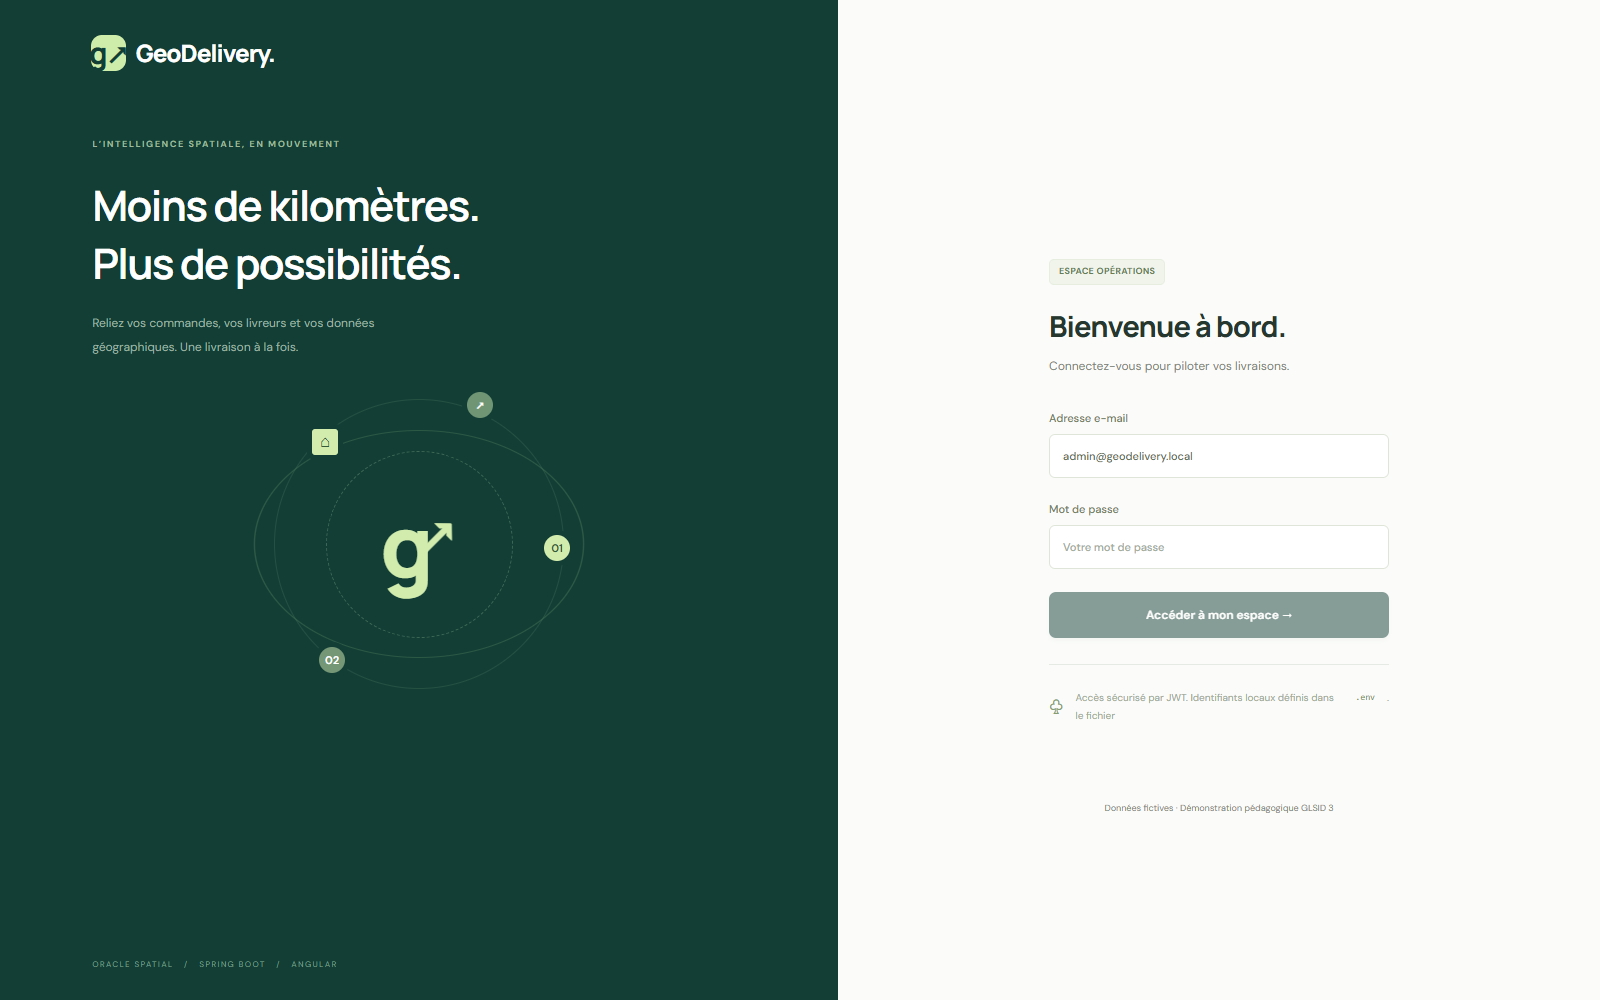 g↗ GeoDelivery.
L'INTELLIGENCE SPATIALE, EN MOUVEMENT
Moins de kilomètres.
Plus de possibilités.
Reliez vos commandes, vos livreurs et vos données
géographiques. Une livraison à la fois.
↗
g↗
01
02
ORACLE SPATIAL / SPRING BOOT / ANGULAR
ESPACE OPÉRATIONS
Bienvenue à bord.
Connectez-vous pour piloter vos livraisons.
Adresse e-mail
admin@geodelivery.local
Mot de passe
Votre mot de passe
Accéder à mon espace →
Accès sécurisé par JWT. Identifiants locaux définis dans .env .
le fichier
Données fictives · Démonstration pédagogique GLSID 3